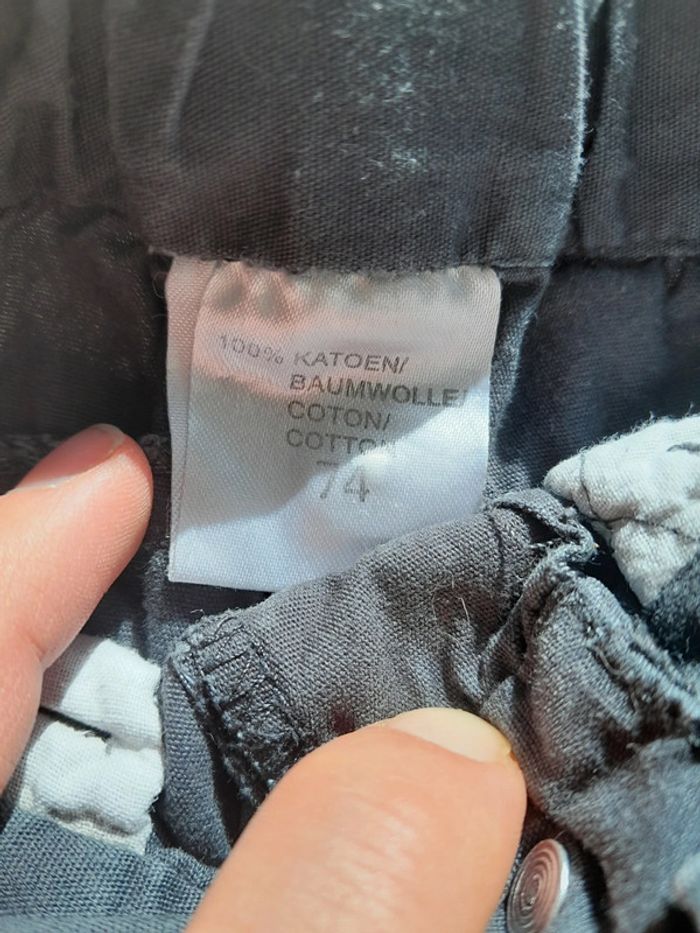 100% KATOEN/
BAUMWOLLE/
COTON/
COTTON
74